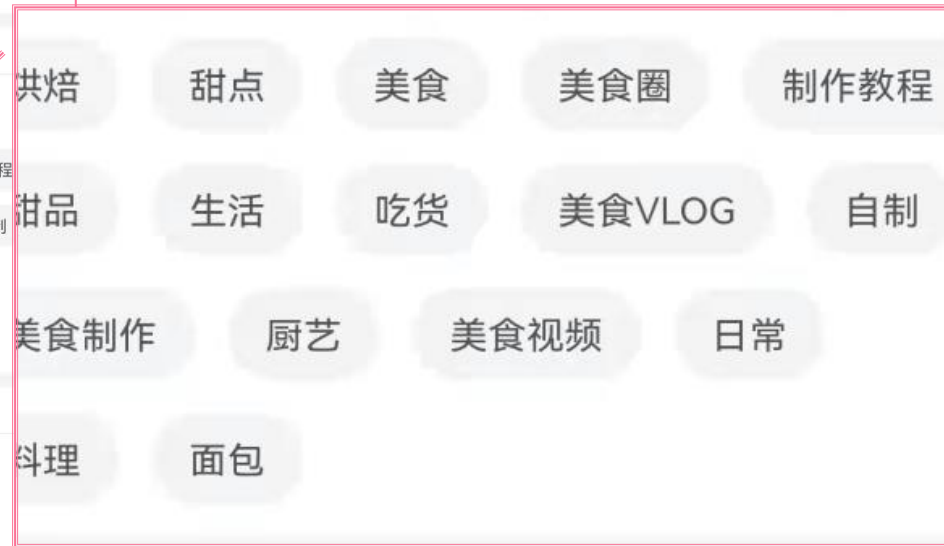 烘焙 甜点 美食 美食圈 制作教程
程
甜品 生活 吃货 美食VLOG 自制
美食制作 厨艺 美食视频 日常
料理 面包